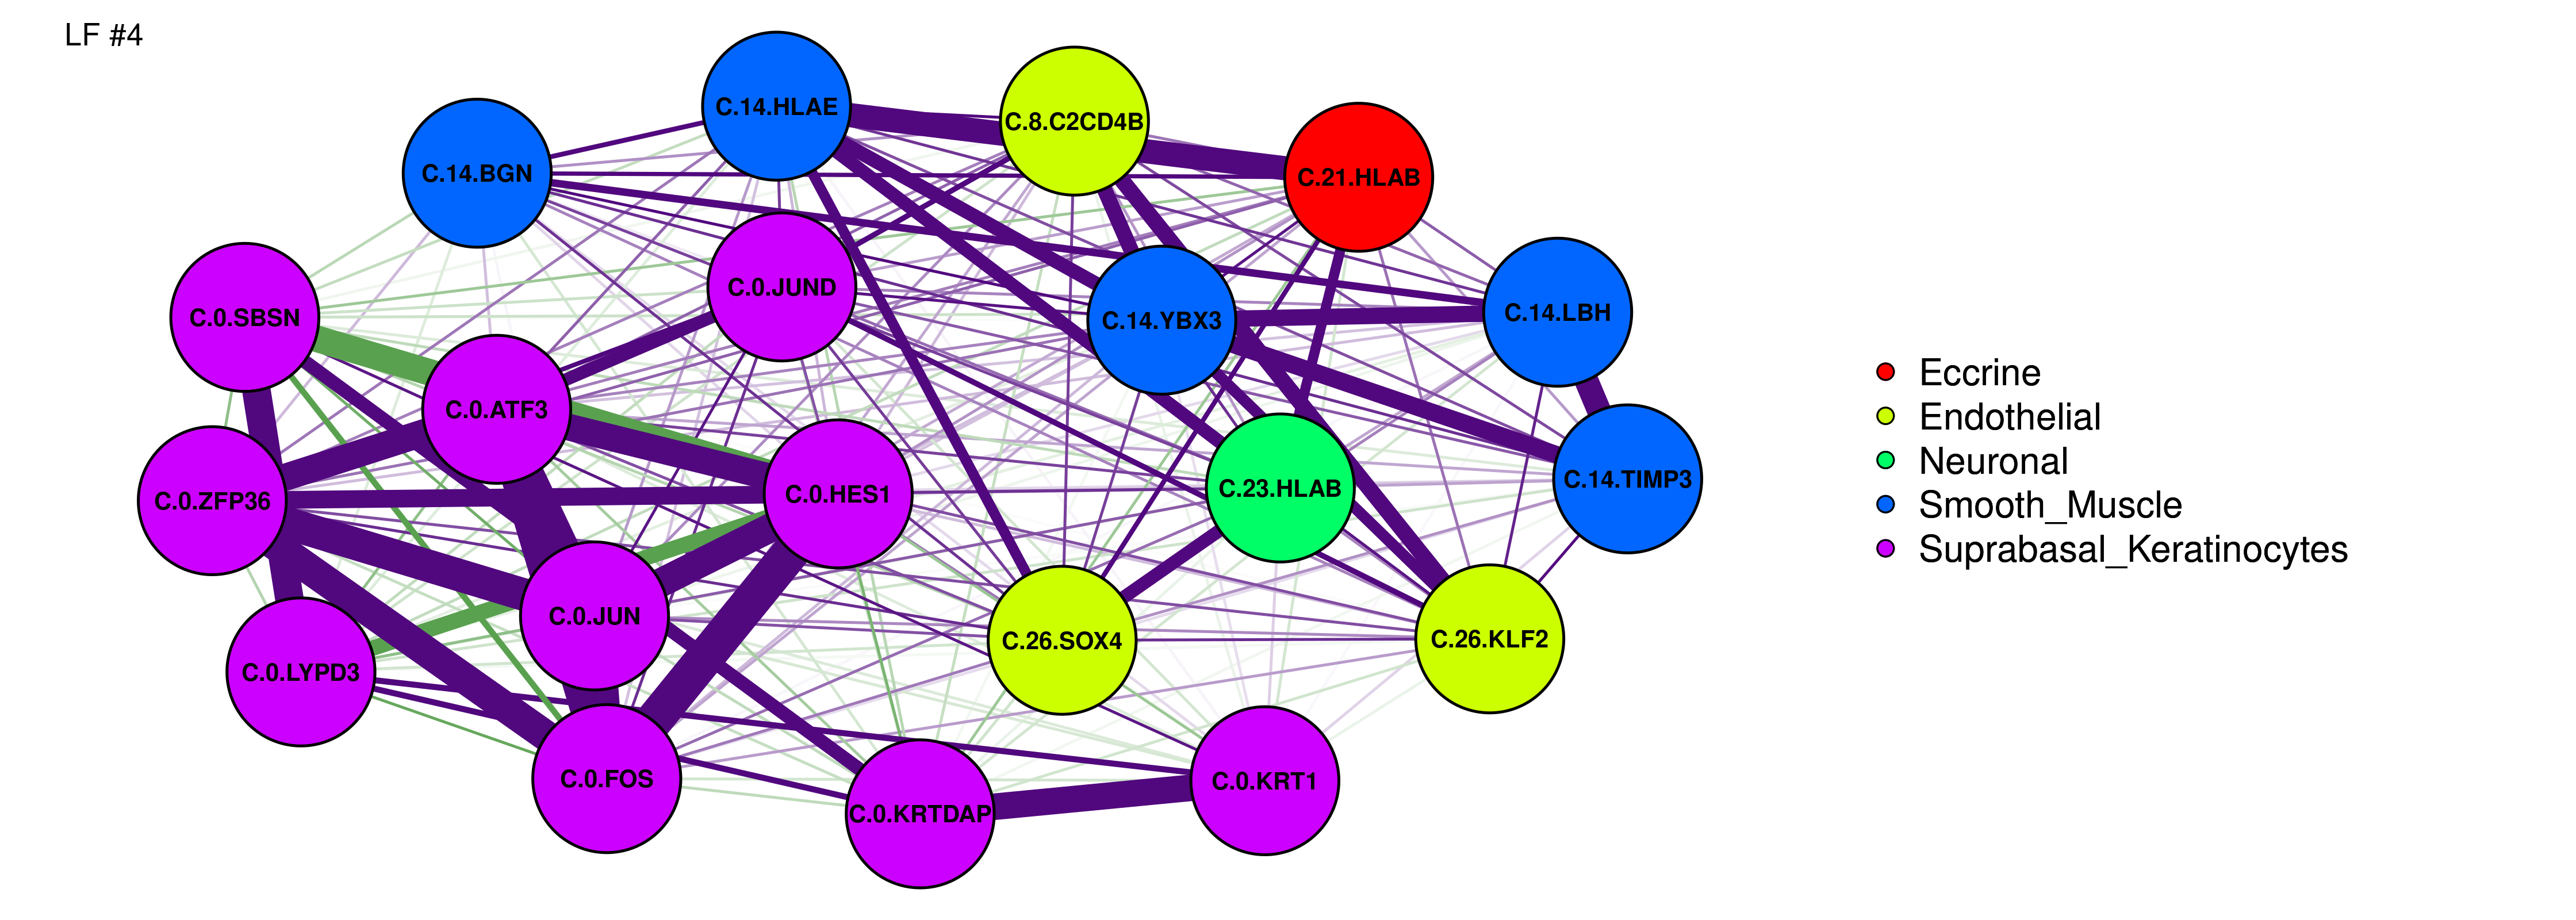 LF #4
C.14.HLAE
C.8.C2CD4B
C.14.BGN
C.21.HLAB
C.0.JUND
C.0.SBSN
C.14.YBX3
C.14.LBH
C.0.ATF3
C.0.ZFP36
C.0.HES1
C.23.HLAB
C.14.TIMP3
C.0.JUN
C.26.SOX4
C.26.KLF2
C.0.LYPD3
C.0.FOS
C.0.KRTDAP
C.0.KRT1
Eccrine
Endothelial
Neuronal
Smooth_Muscle
Suprabasal_Keratinocytes